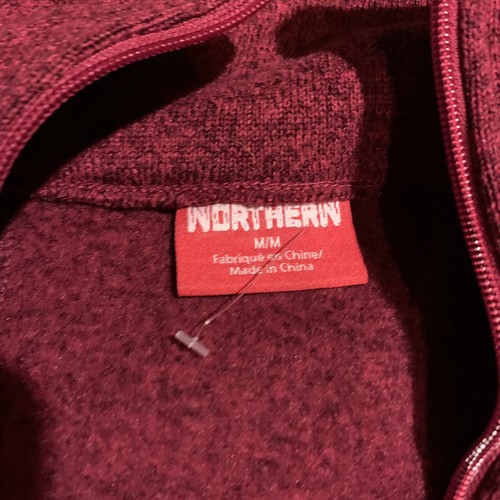 NORTHERN
M/M
Fabriqué en Chine/
Made in China